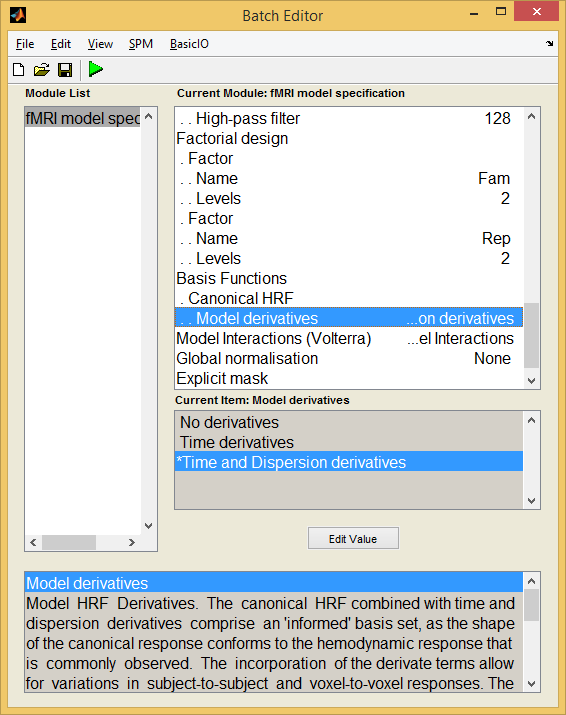 Batch Editor
File Edit View SPM BasicIO
Module List
Current Module: fMRI model specification
fMRI model spec
. . High-pass filter 128
Factorial design
. Factor
. . Name Fam
. . Levels 2
. Factor
. . Name Rep
. . Levels 2
Basis Functions
. Canonical HRF
. . Model derivatives ...on derivatives
Model Interactions (Volterra) ...el Interactions
Global normalisation None
Explicit mask
Current Item: Model derivatives
No derivatives
Time derivatives
*Time and Dispersion derivatives
Edit Value
Model derivatives
Model HRF Derivatives. The canonical HRF combined with time and
dispersion derivatives comprise an 'informed' basis set, as the shape
of the canonical response conforms to the hemodynamic response that
is commonly observed. The incorporation of the derivate terms allow
for variations in subject-to-subject and voxel-to-voxel responses. The